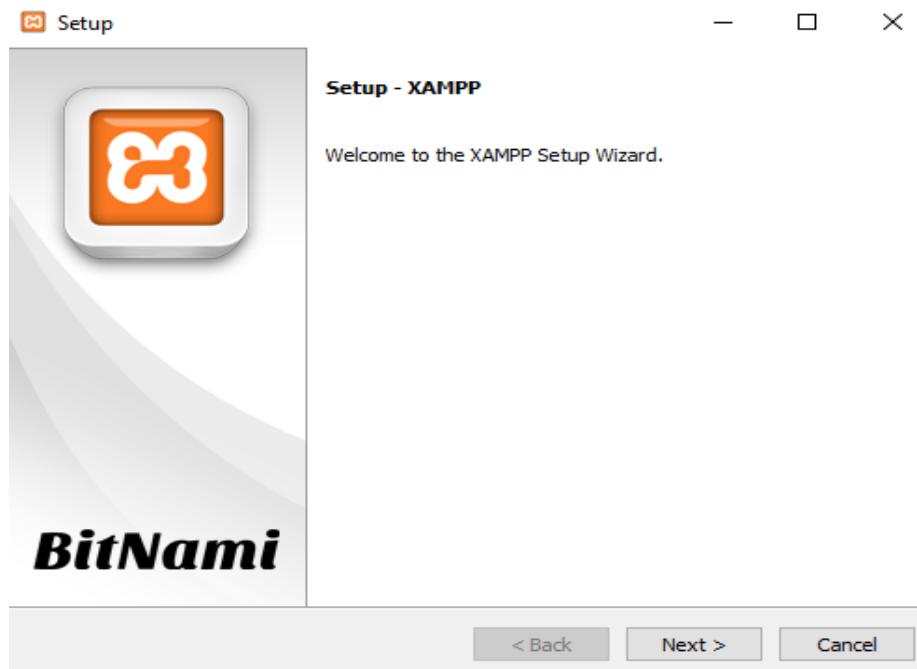 Setup
Setup - XAMPP
Welcome to the XAMPP Setup Wizard.
BitNami
< Back
Next >
Cancel